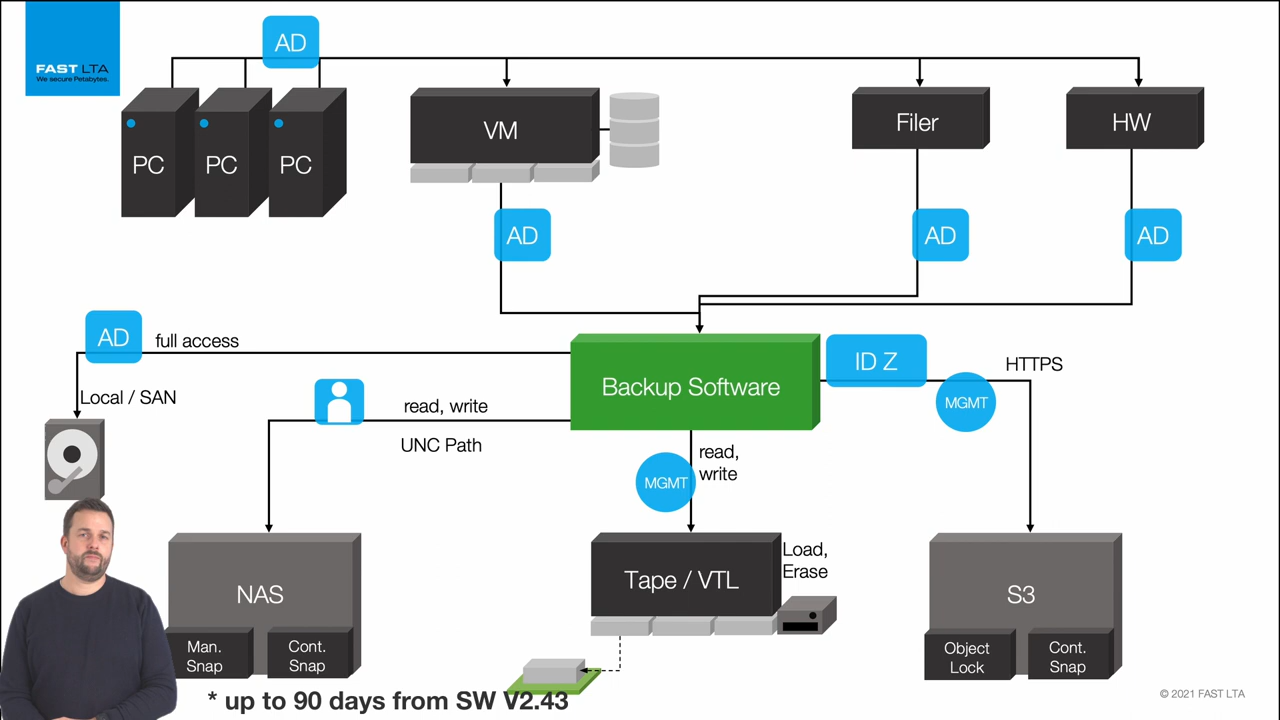 AD
FAST LTA
We secure Petabytes.
PC
PC
PC
VM
Filer
HW
AD
AD
AD
AD
full access
Local / SAN
read, write
UNC Path
Backup Software
ID Z
HTTPS
MGMT
read,
write
MGMT
NAS
Man.
Snap
Cont.
Snap
Tape / VTL
Load,
Erase
S3
Object
Lock
Cont.
Snap
* up to 90 days from SW V2.43
© 2021 FAST LTA